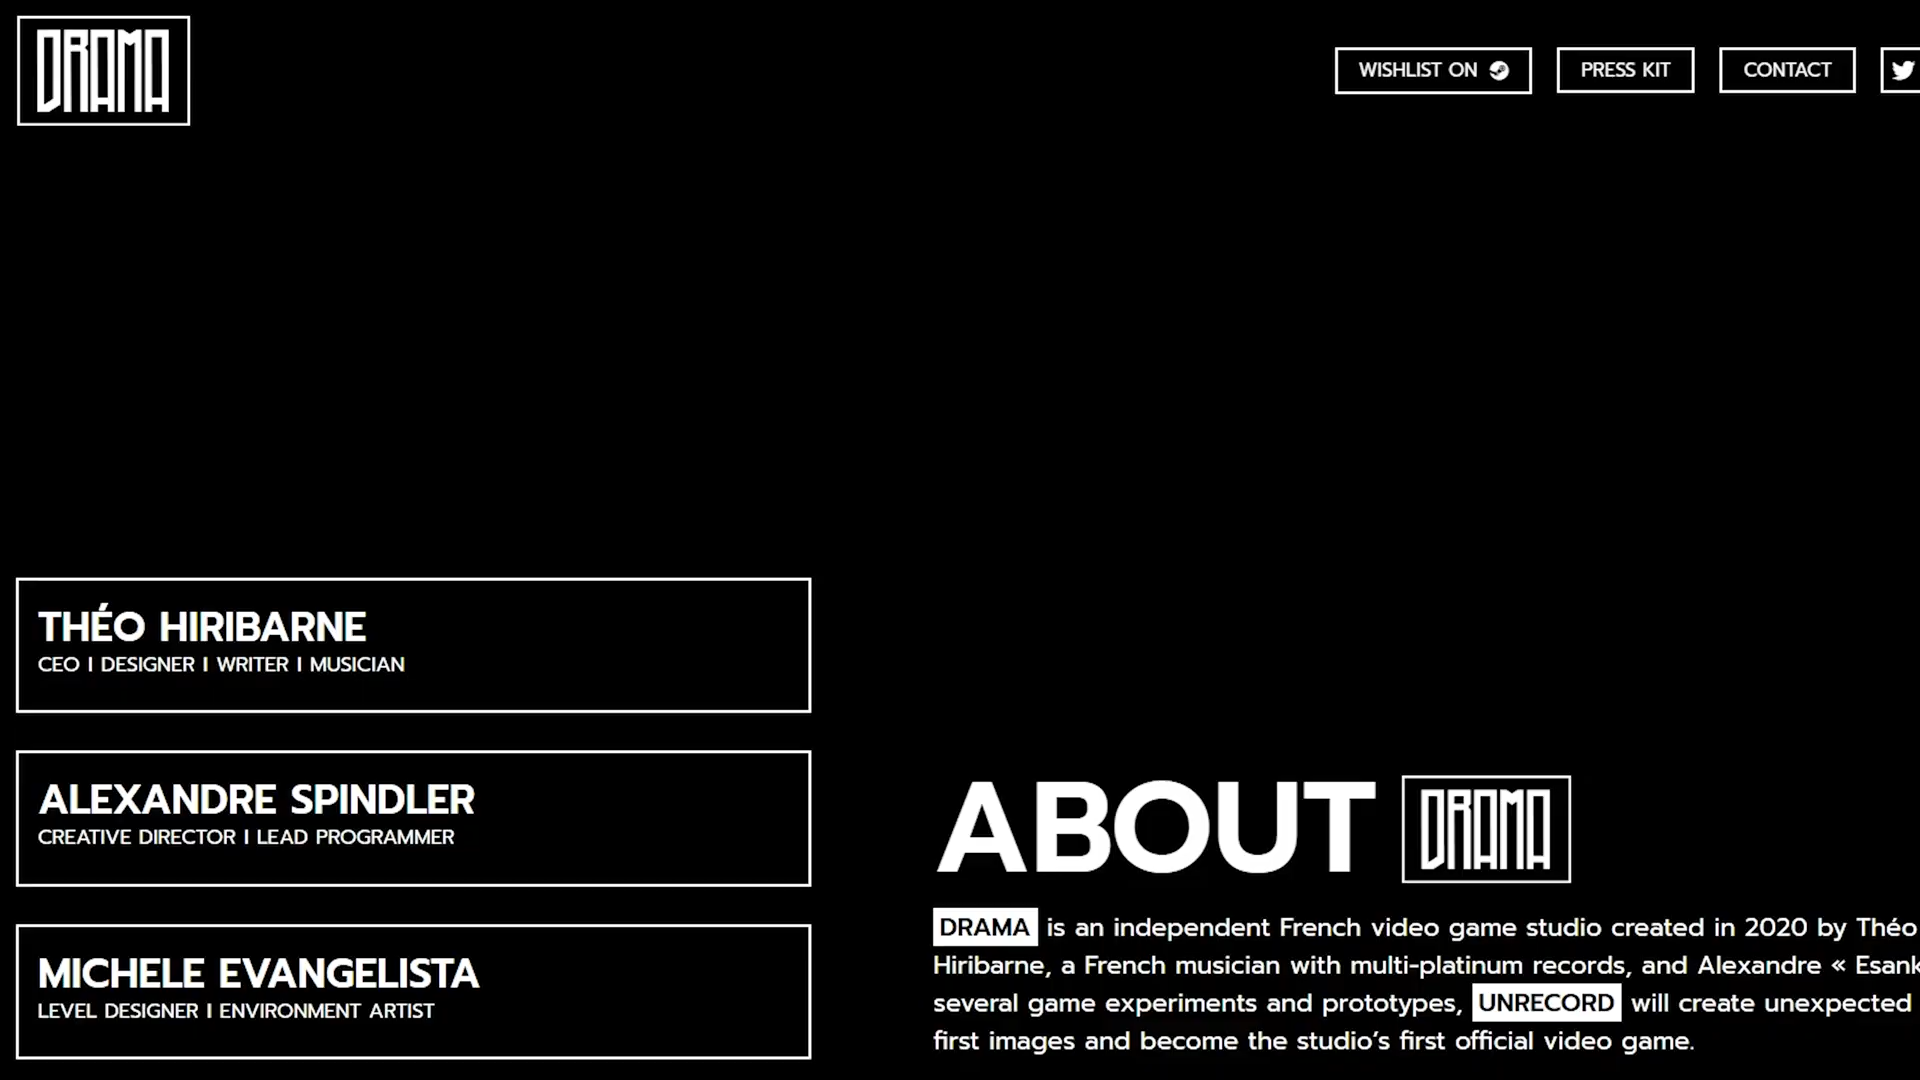 DRAMA
WISHLIST ON
PRESS KIT
CONTACT
THÉO HIRIBARNE
CEO I DESIGNER I WRITER I MUSICIAN
ALEXANDRE SPINDLER
CREATIVE DIRECTOR I LEAD PROGRAMMER
MICHELE EVANGELISTA
LEVEL DESIGNER I ENVIRONMENT ARTIST
ABOUT DRAMA
DRAMA is an independent French video game studio created in 2020 by Théo
Hiribarne, a French musician with multi-platinum records, and Alexandre « Esank
several game experiments and prototypes, UNRECORD will create unexpected
first images and become the studio’s first official video game.